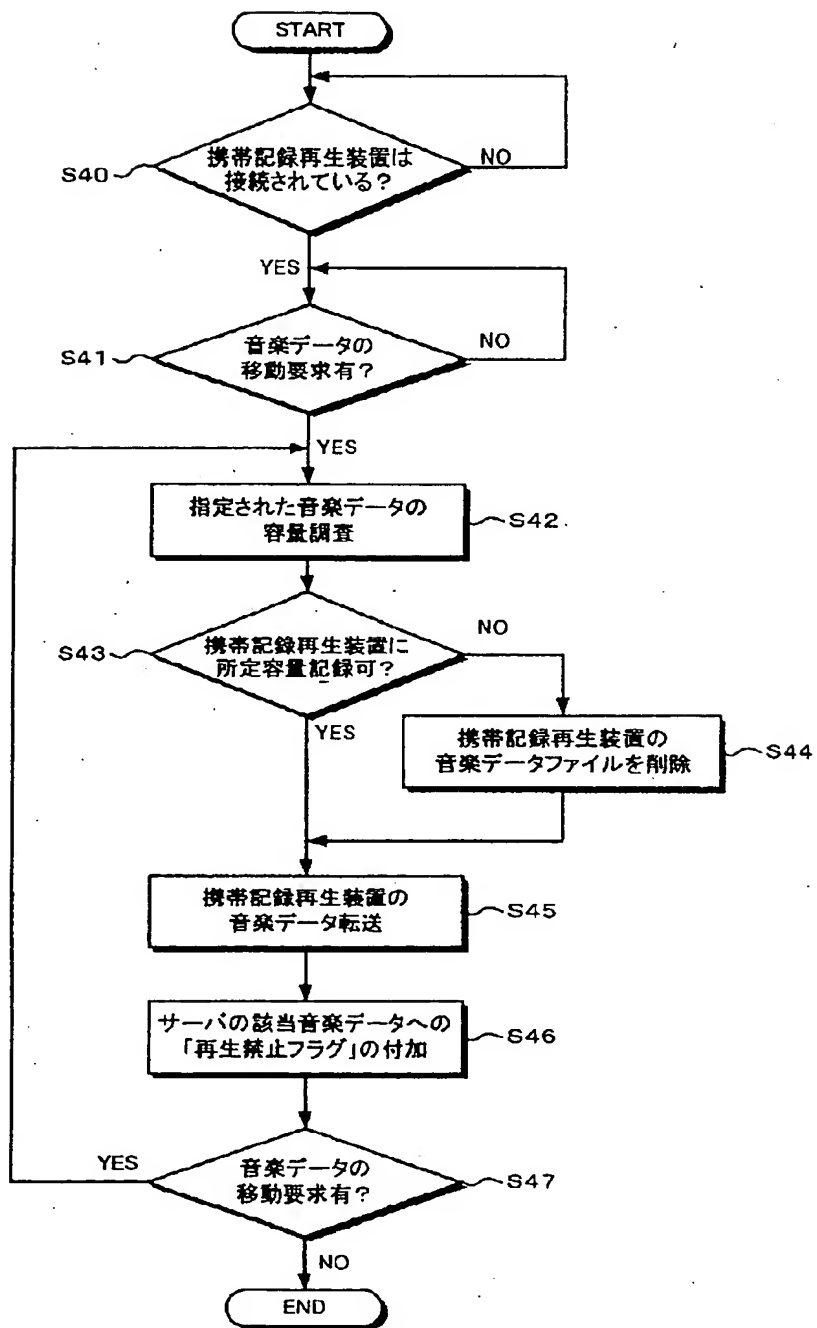 START
携帯記録再生装置は
接続されている?
NO
S40
YES
音楽データの
移動要求有?
NO
S41
YES
指定された音楽データの
容量調査
S42
携帯記録再生装置に
所定容量記録可?
NO
S43
YES
携帯記録再生装置の
音楽データファイルを削除
S44
携帯記録再生装置の
音楽データ転送
S45
サーバの該当音楽データへの
「再生禁止フラグ」の付加
S46
YES
音楽データの
移動要求有?
S47
NO
END